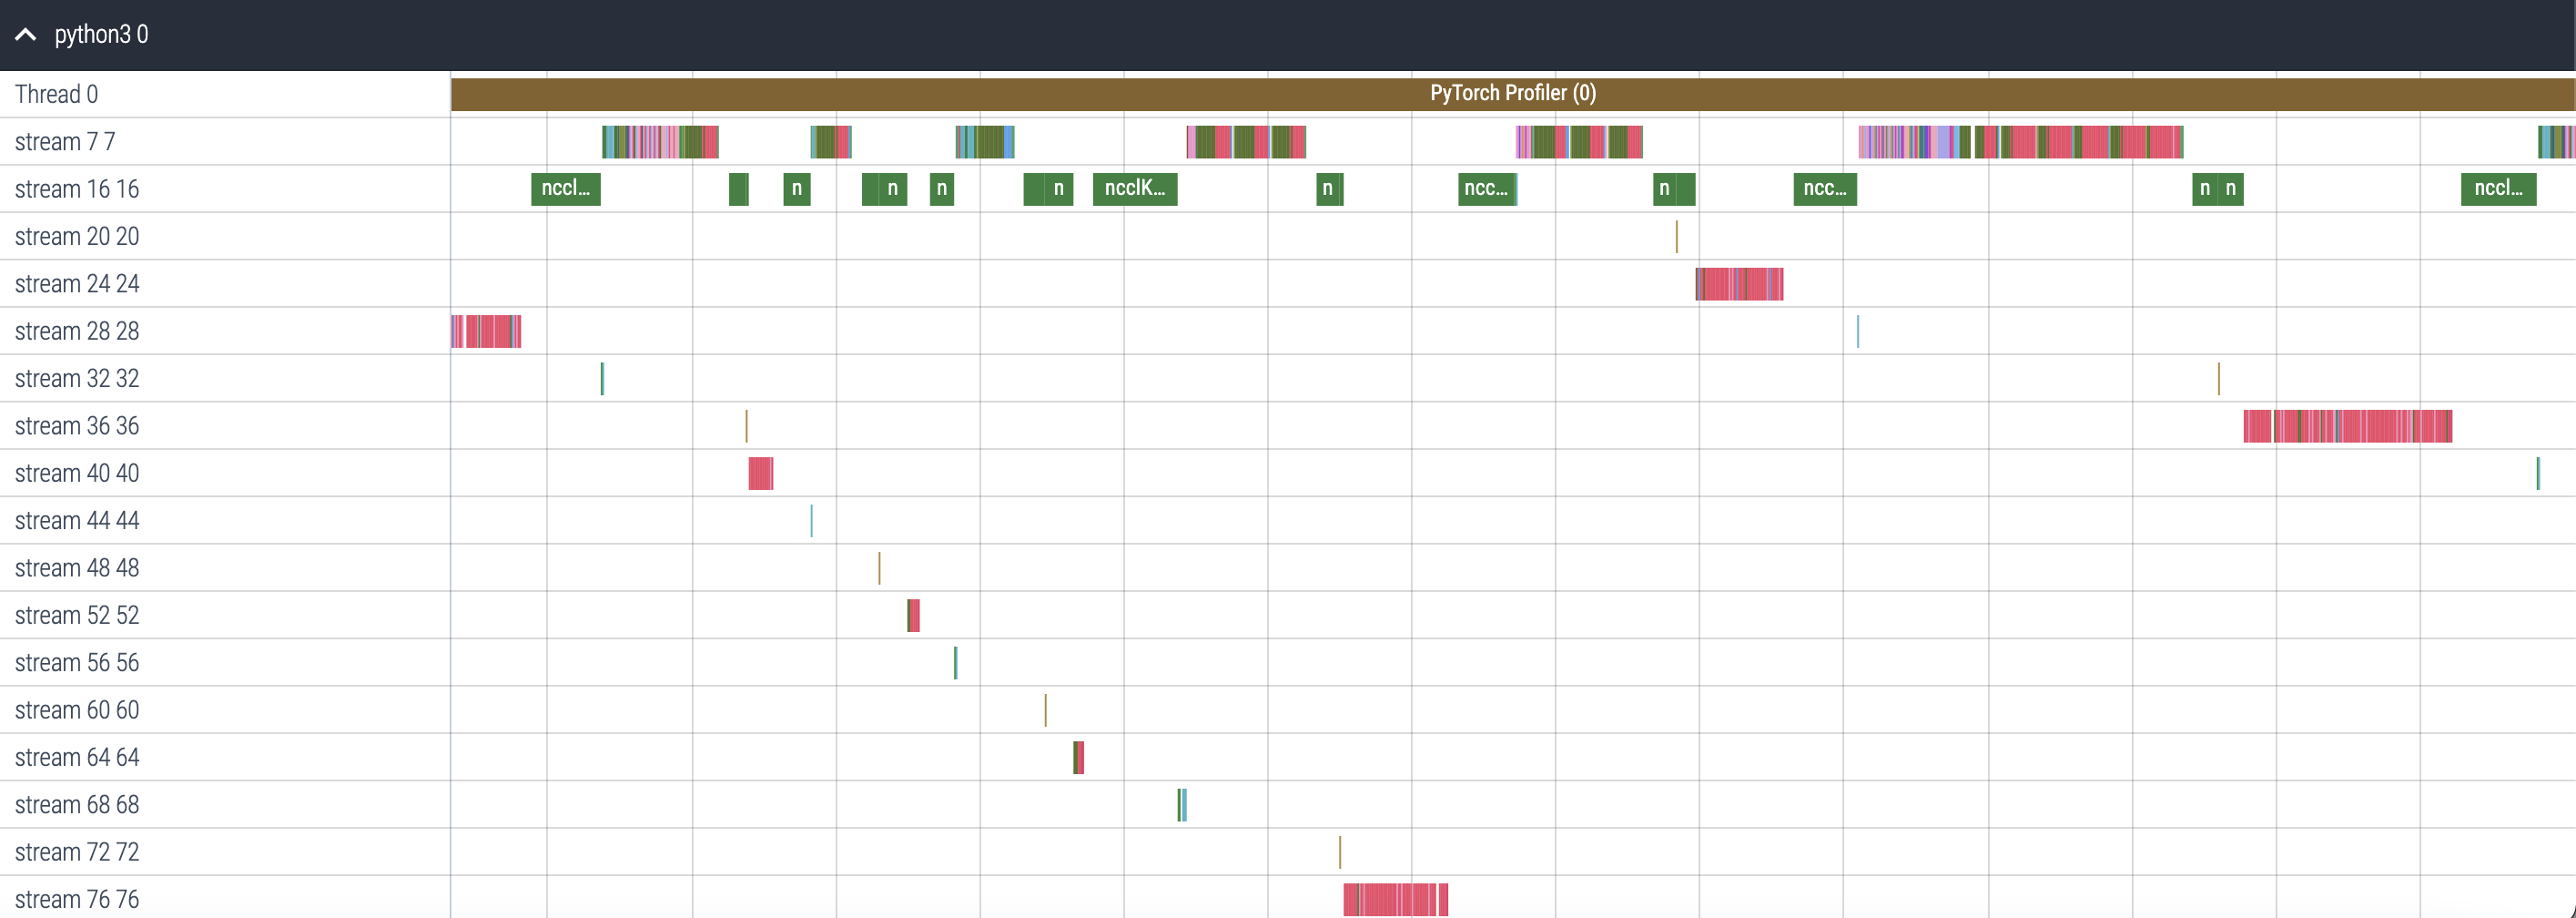 python3 0
Thread 0
PyTorch Profiler (0)
stream 7 7
stream 16 16
nccl...
n
n
n
n
ncclK...
n
ncc...
n
ncc...
n
n
nccl...
stream 20 20
stream 24 24
stream 28 28
stream 32 32
stream 36 36
stream 40 40
stream 44 44
stream 48 48
stream 52 52
stream 56 56
stream 60 60
stream 64 64
stream 68 68
stream 72 72
stream 76 76